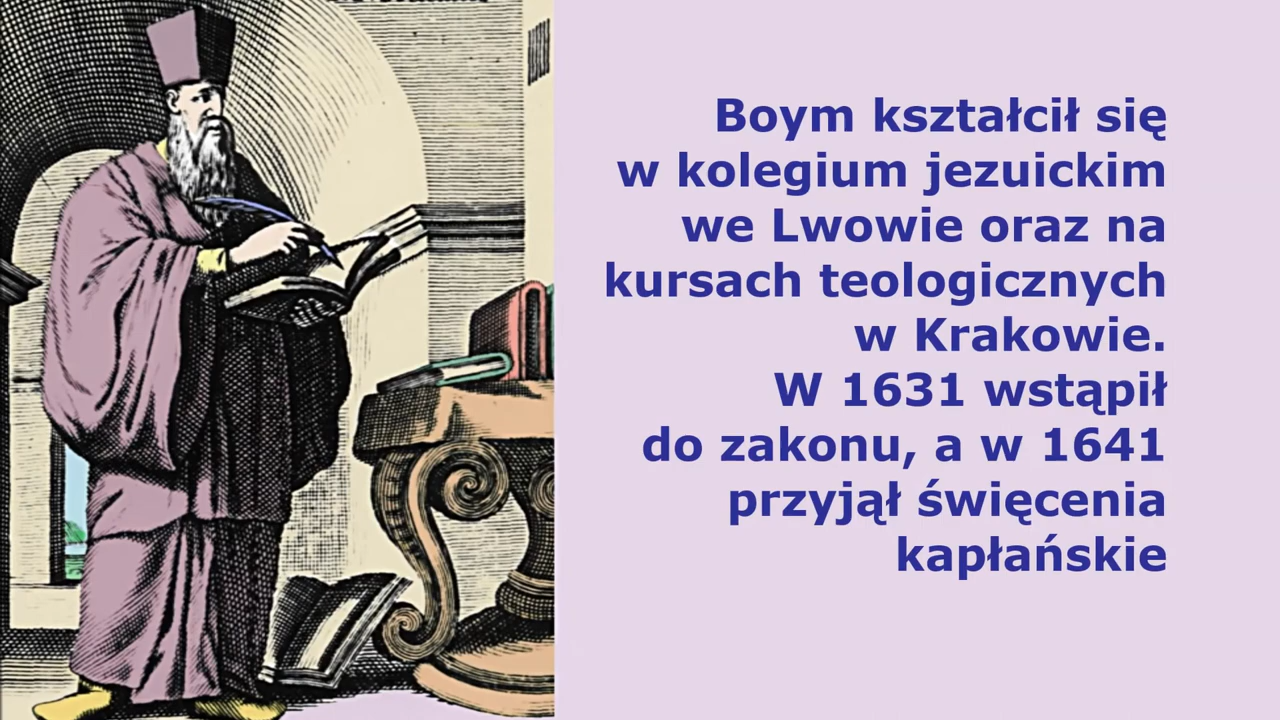 Boym kształcił się
w kolegium jezuickim
we Lwowie oraz na
kursach teologicznych
w Krakowie.
W 1631 wstąpił
do zakonu, a w 1641
przyjął święcenia
kapłańskie